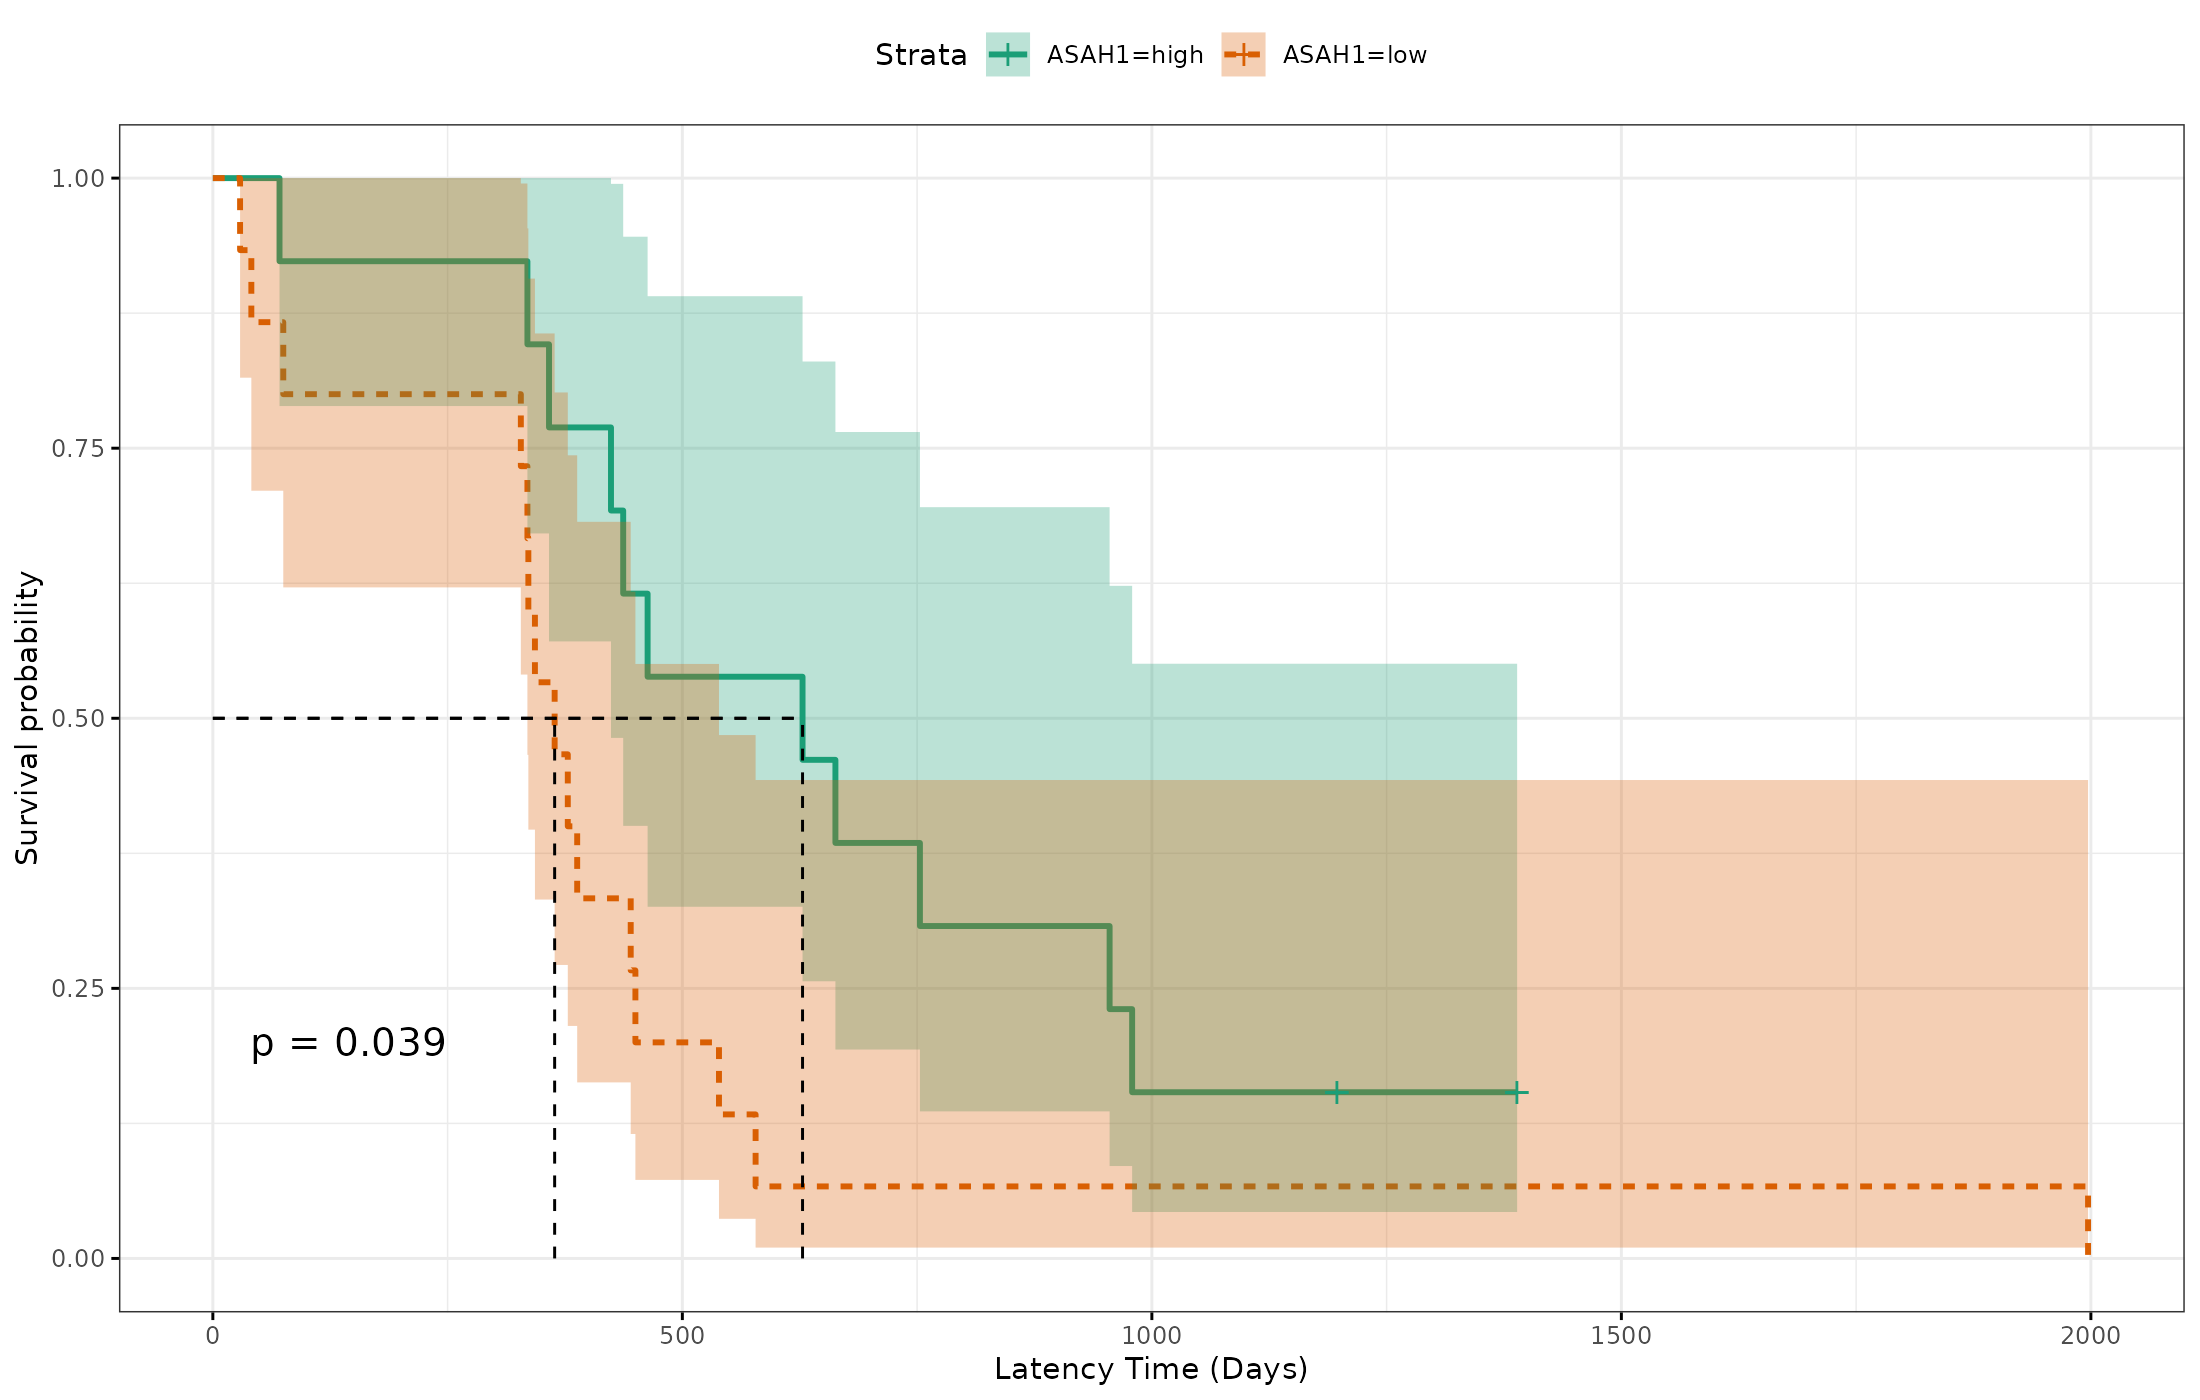 Strata ASAH1=high ASAH1=low
Survival probability
1.00
0.75
0.50
0.25
0.00
p = 0.039
0 500 1000 1500 2000
Latency Time (Days)